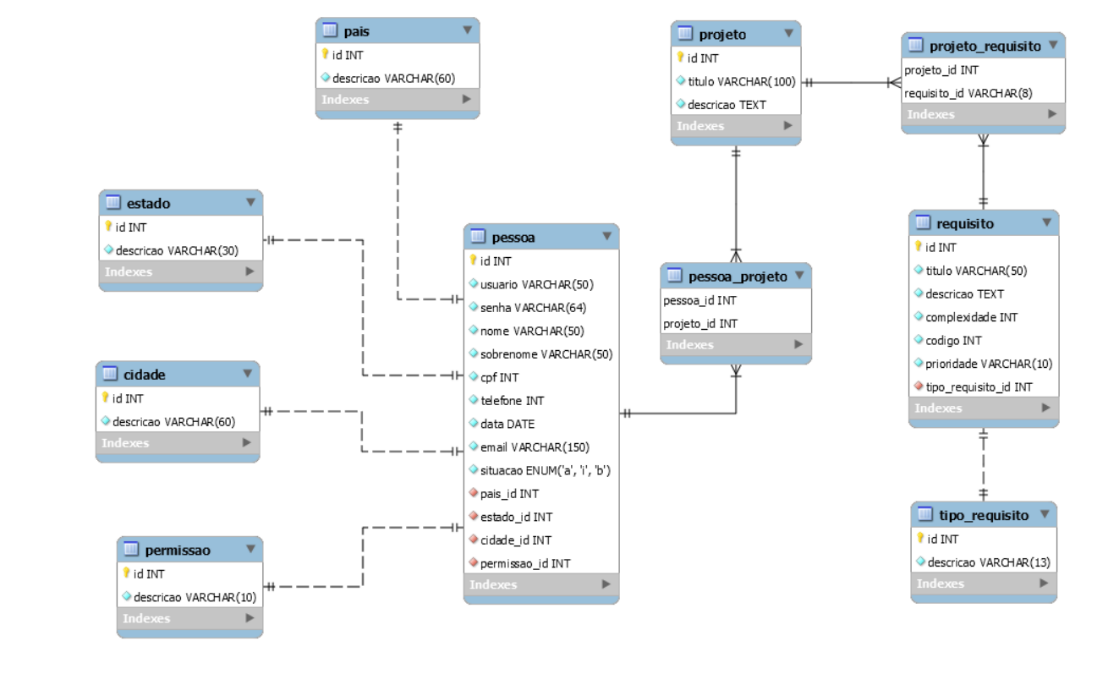 pais
id INT
descricao VARCHAR(60)
Indexes
projeto
id INT
titulo VARCHAR(100)
descricao TEXT
Indexes
projeto_requisito
projeto_id INT
requisito_id VARCHAR(8)
Indexes
estado
id INT
descricao VARCHAR(30)
Indexes
pessoa
id INT
usuario VARCHAR(50)
senha VARCHAR(64)
nome VARCHAR(50)
sobrenome VARCHAR(50)
cpf INT
telefone INT
data DATE
email VARCHAR(150)
situacao ENUM('a', 'i', 'b')
pais_id INT
estado_id INT
cidade_id INT
permissao_id INT
Indexes
pessoa_projeto
pessoa_id INT
projeto_id INT
Indexes
requisito
id INT
titulo VARCHAR(50)
descricao TEXT
complexidade INT
codigo INT
prioridade VARCHAR(10)
tipo_requisito_id INT
Indexes
cidade
id INT
descricao VARCHAR(60)
Indexes
permissao
id INT
descricao VARCHAR(10)
Indexes
tipo_requisito
id INT
descricao VARCHAR(13)
Indexes